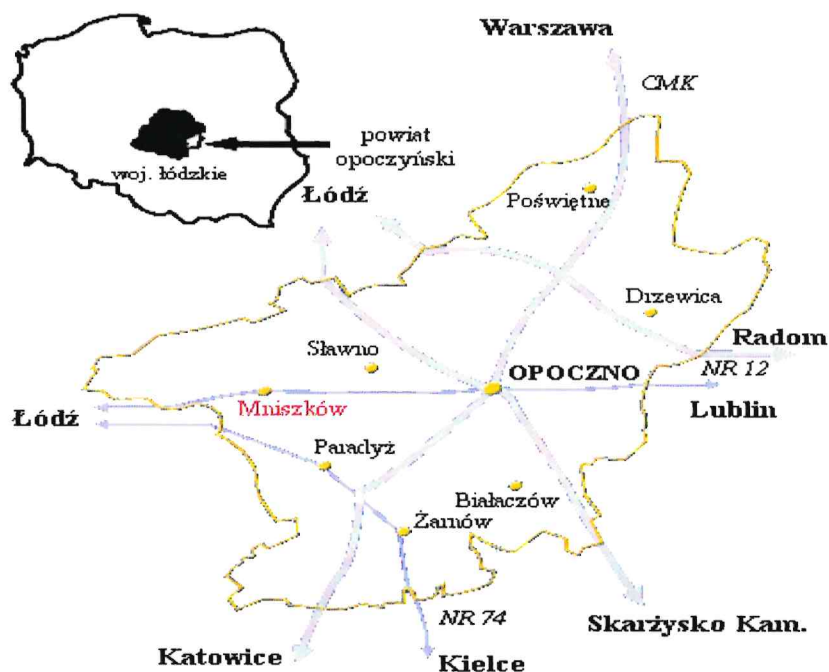 Warszawa
CMK
powiat
opoczyński
woj. łódzkie
Łódź
Poświętne
Drzewica
Radom
Sławno
OPOCZNO
NR 12
Mniszków
Lublin
Łódź
Paradyż
Białaczów
Żarnów
NR 74
Skarżysko Kam.
Katowice
Kielce